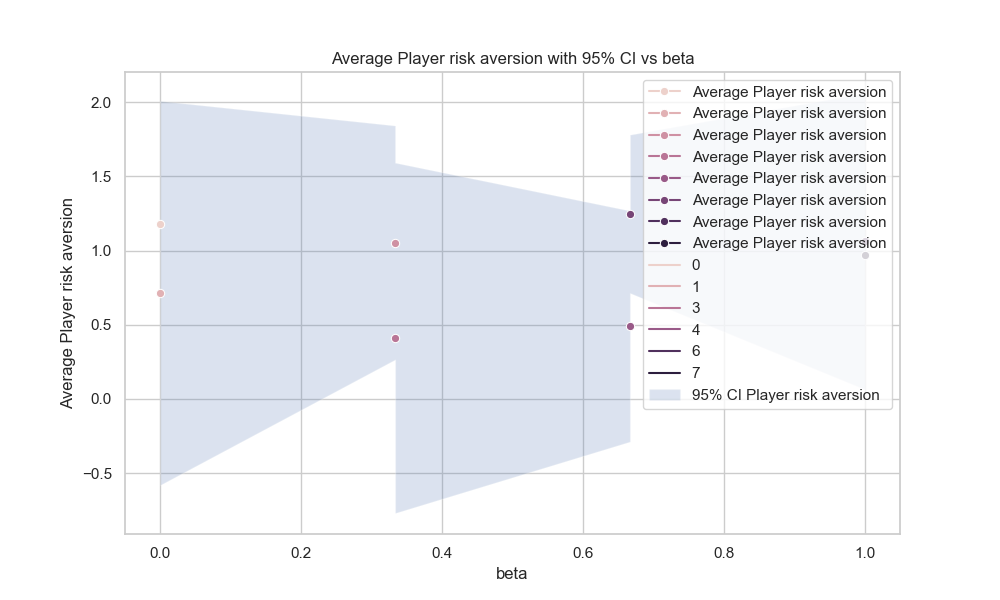 Average Player risk aversion with 95% CI vs beta
Average Player risk aversion
2.0
1.5
1.0
0.5
0.0
−0.5
0.0
0.2
0.4
0.6
0.8
1.0
beta
Average Player risk aversion
Average Player risk aversion
Average Player risk aversion
Average Player risk aversion
Average Player risk aversion
Average Player risk aversion
Average Player risk aversion
Average Player risk aversion
0
1
3
4
6
7
95% CI Player risk aversion